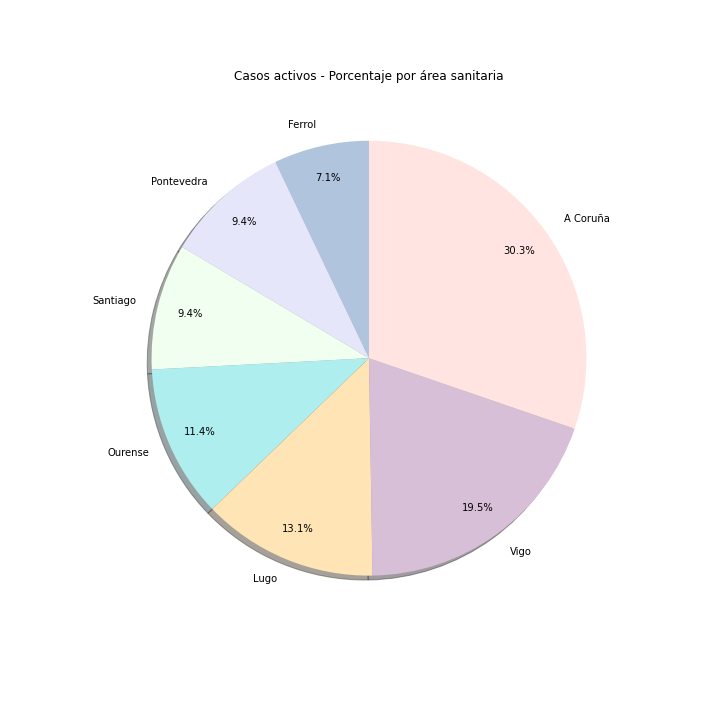 Casos activos - Porcentaje por área sanitaria
Ferrol
7.1%
Pontevedra
9.4%
A Coruña
30.3%
Santiago
9.4%
Ourense
11.4%
Vigo
19.5%
Lugo
13.1%